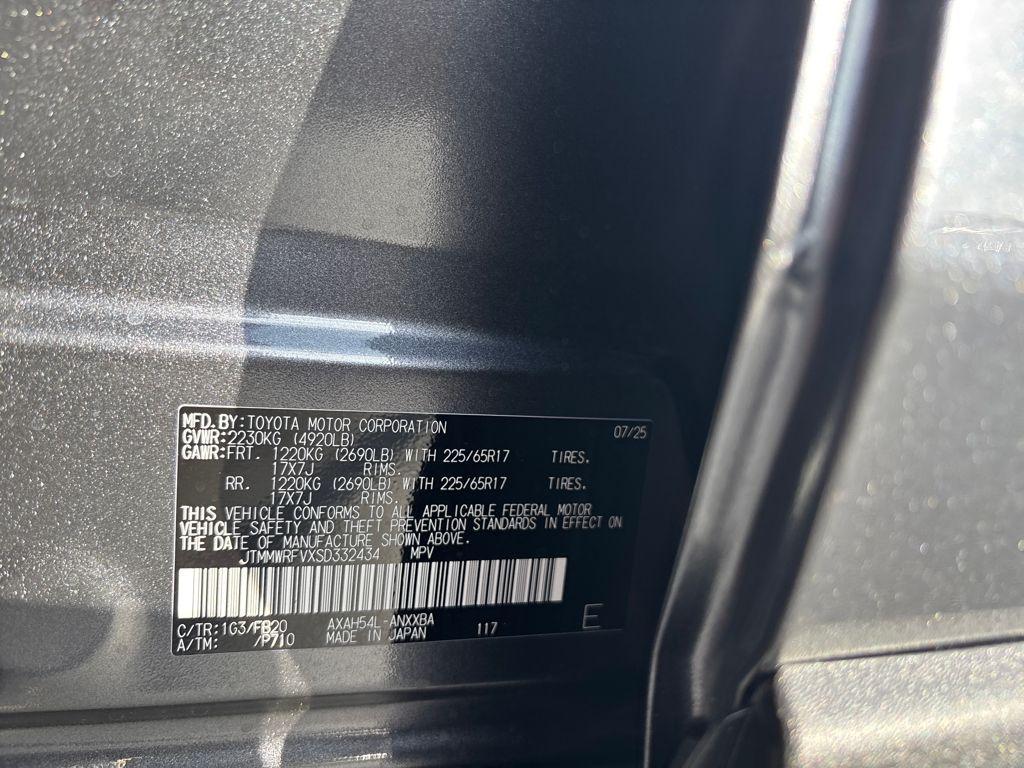 MFD. BY: TOYOTA MOTOR CORPORATION 07/25
GVWR: 2230KG (4920LB)
GAWR: FRT. 1220KG (2690LB) WITH 225/65R17 TIRES.
17X7J RIMS.
RR. 1220KG (2690LB) WITH 225/65R17 TIRES.
17X7J RIMS.
THIS VEHICLE CONFORMS TO ALL APPLICABLE FEDERAL MOTOR
VEHICLE SAFETY AND THEFT PREVENTION STANDARDS IN EFFECT ON
THE DATE OF MANUFACTURE SHOWN ABOVE.
JTMMWRFVXSD332434 MPV
C/TR: 1G3/FB20 AXAH54L-ANXXBA 117 E
A/TM: /P710 MADE IN JAPAN